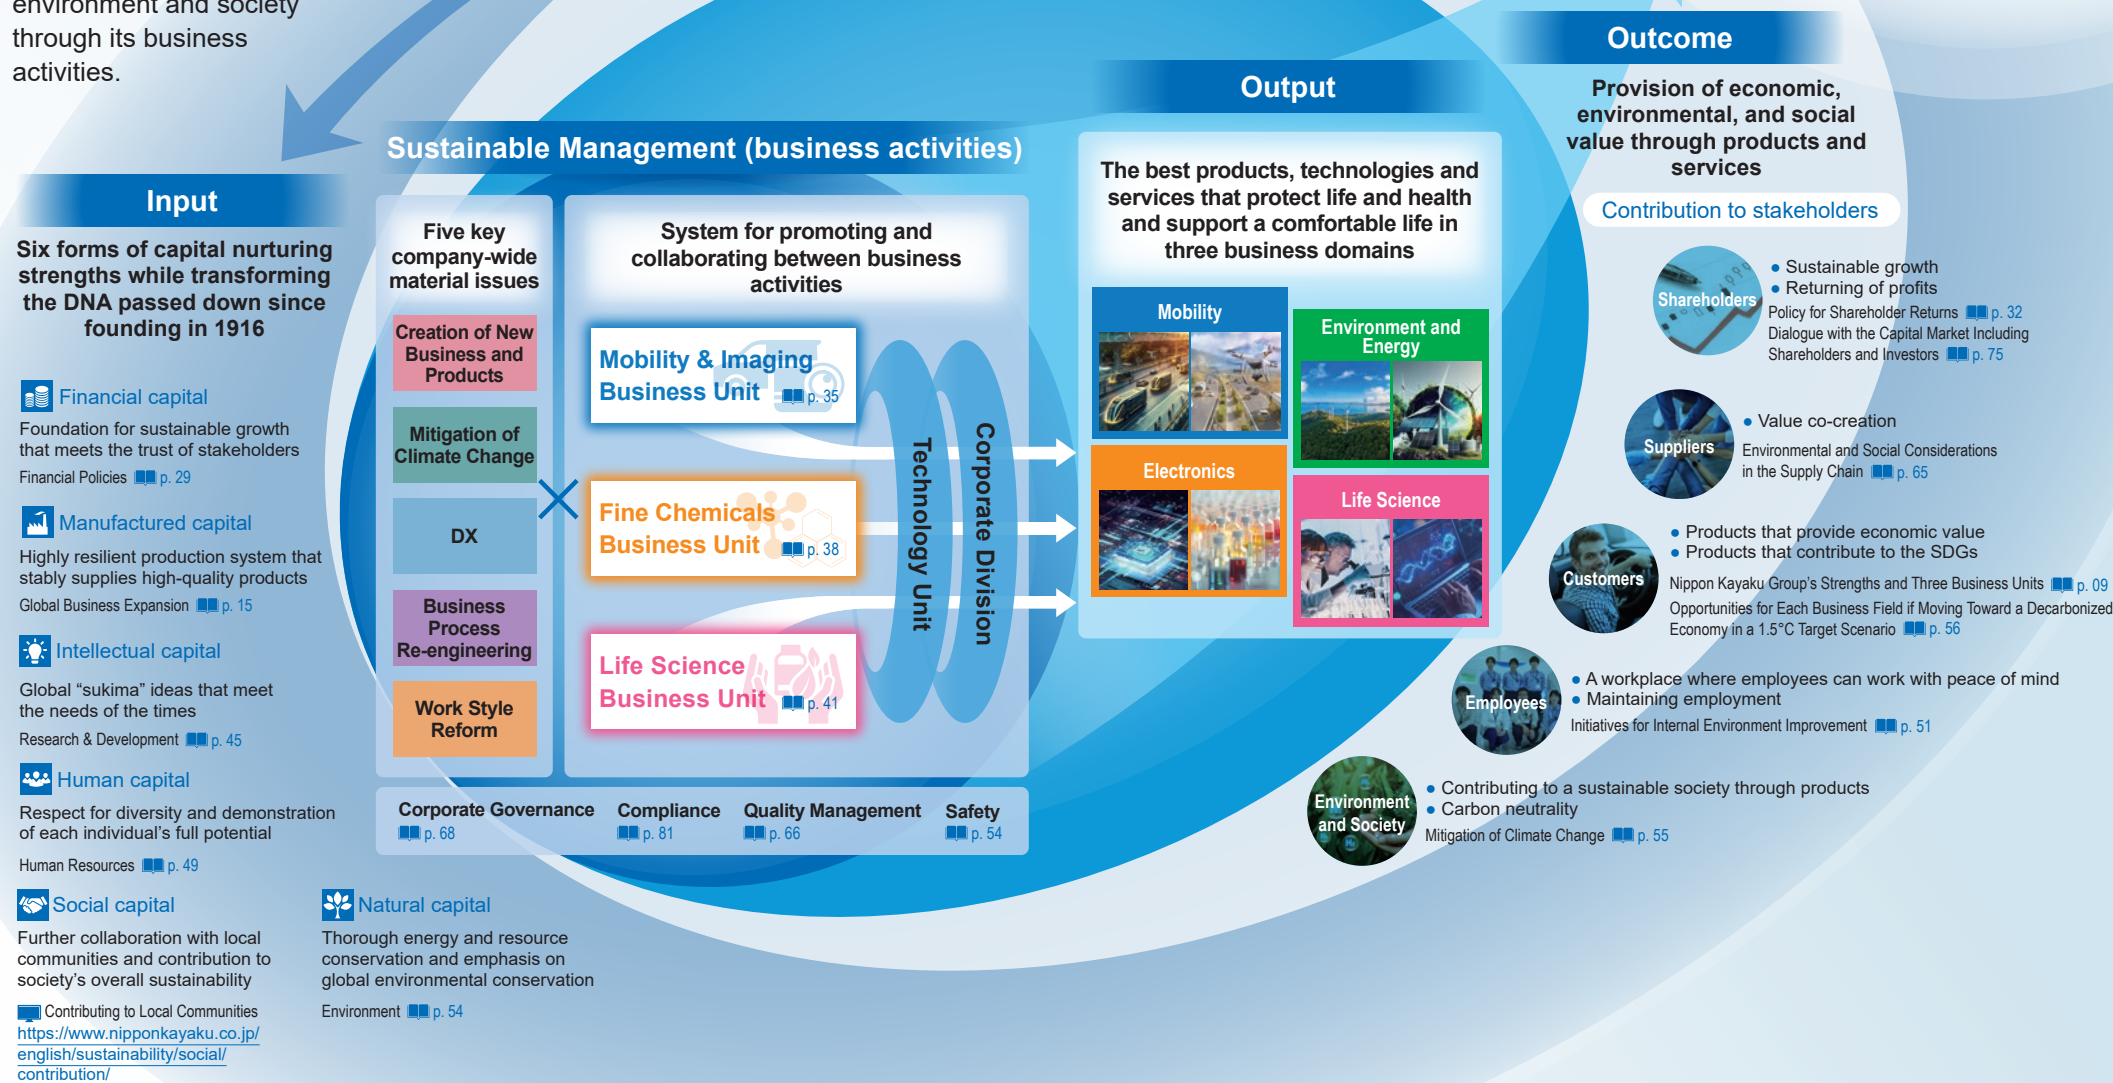 environment and society
through its business
activities.
Input
Six forms of capital nurturing
strengths while transforming
the DNA passed down since
founding in 1916
Financial capital
Foundation for sustainable growth
that meets the trust of stakeholders
Financial Policies p. 29
Manufactured capital
Highly resilient production system that
stably supplies high-quality products
Global Business Expansion p. 15
Intellectual capital
Global “sukima” ideas that meet
the needs of the times
Research & Development p. 45
Human capital
Respect for diversity and demonstration
of each individual’s full potential
Human Resources p. 49
Social capital
Further collaboration with local
communities and contribution to
society’s overall sustainability
Contributing to Local Communities
https://www.nipponkayaku.co.jp/
english/sustainability/social/
contribution/
Natural capital
Thorough energy and resource
conservation and emphasis on
global environmental conservation
Environment p. 54
Sustainable Management (business activities)
Five key
company-wide
material issues
Creation of New
Business and
Products
Mitigation of
Climate Change
DX
Business
Process
Re-engineering
Work Style
Reform
System for promoting and
collaborating between business
activities
Mobility & Imaging
Business Unit p. 35
Fine Chemicals
Business Unit p. 38
Life Science
Business Unit p. 41
Technology Unit
Corporate Division
Corporate Governance
p. 68
Compliance
p. 81
Quality Management
p. 66
Safety
p. 54
Output
The best products, technologies and
services that protect life and health
and support a comfortable life in
three business domains
Mobility
Environment and
Energy
Electronics
Life Science
Outcome
Provision of economic,
environmental, and social
value through products and
services
Contribution to stakeholders
Shareholders
● Sustainable growth
● Returning of profits
Policy for Shareholder Returns p. 32
Dialogue with the Capital Market Including
Shareholders and Investors p. 75
Suppliers
● Value co-creation
Environmental and Social Considerations
in the Supply Chain p. 65
Customers
● Products that provide economic value
● Products that contribute to the SDGs
Nippon Kayaku Group’s Strengths and Three Business Units p. 09
Opportunities for Each Business Field if Moving Toward a Decarbonized
Economy in a 1.5°C Target Scenario p. 56
Employees
● A workplace where employees can work with peace of mind
● Maintaining employment
Initiatives for Internal Environment Improvement p. 51
Environment
and Society
● Contributing to a sustainable society through products
● Carbon neutrality
Mitigation of Climate Change p. 55